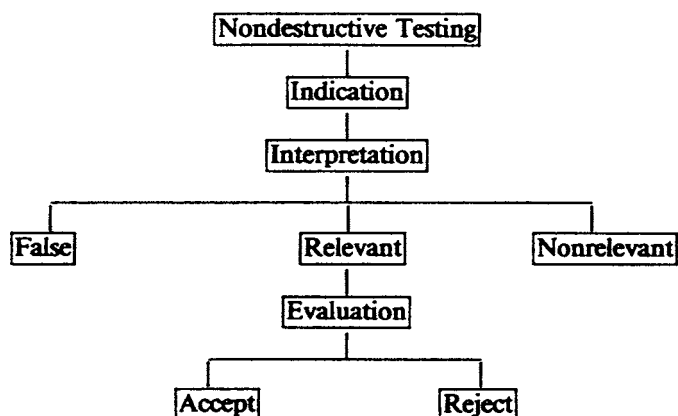 Nondestructive Testing
Indication
Interpretation
False Relevant Nonrelevant
Evaluation
Accept Reject